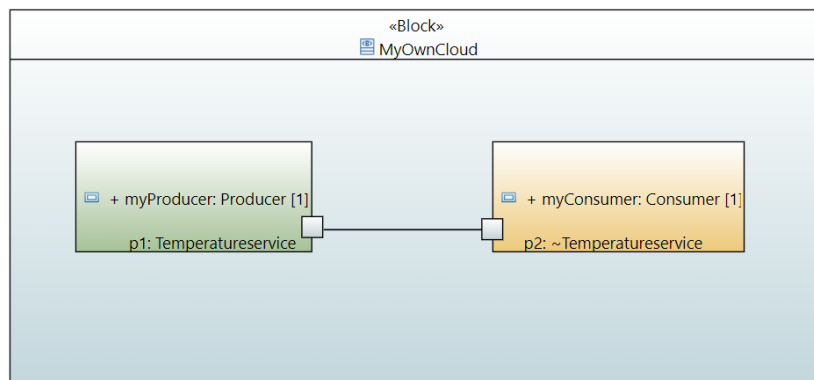 «Block»
MyOwnCloud
+ myProducer: Producer [1]
+ myConsumer: Consumer [1]
p1: Temperatureservice
p2: ~Temperatureservice